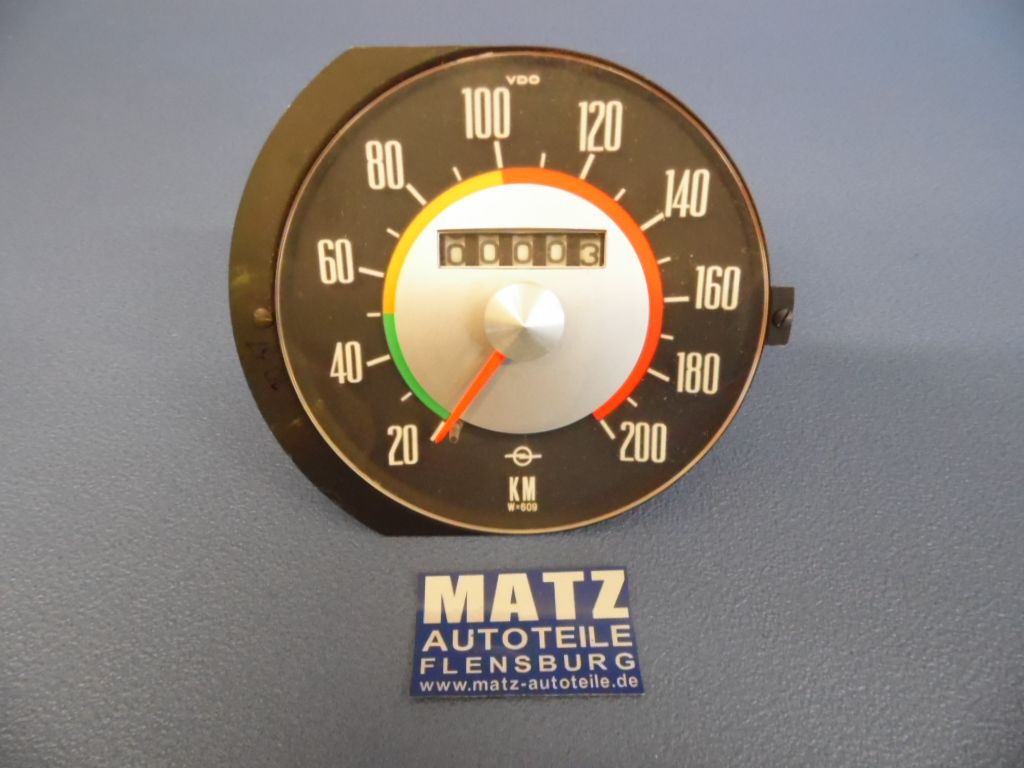 VDO
20
40
60
80
100
120
140
160
180
200
00003
KM
W=609
MATZ
AUTOTEILE
FLENSBURG
www.matz-autoteile.de